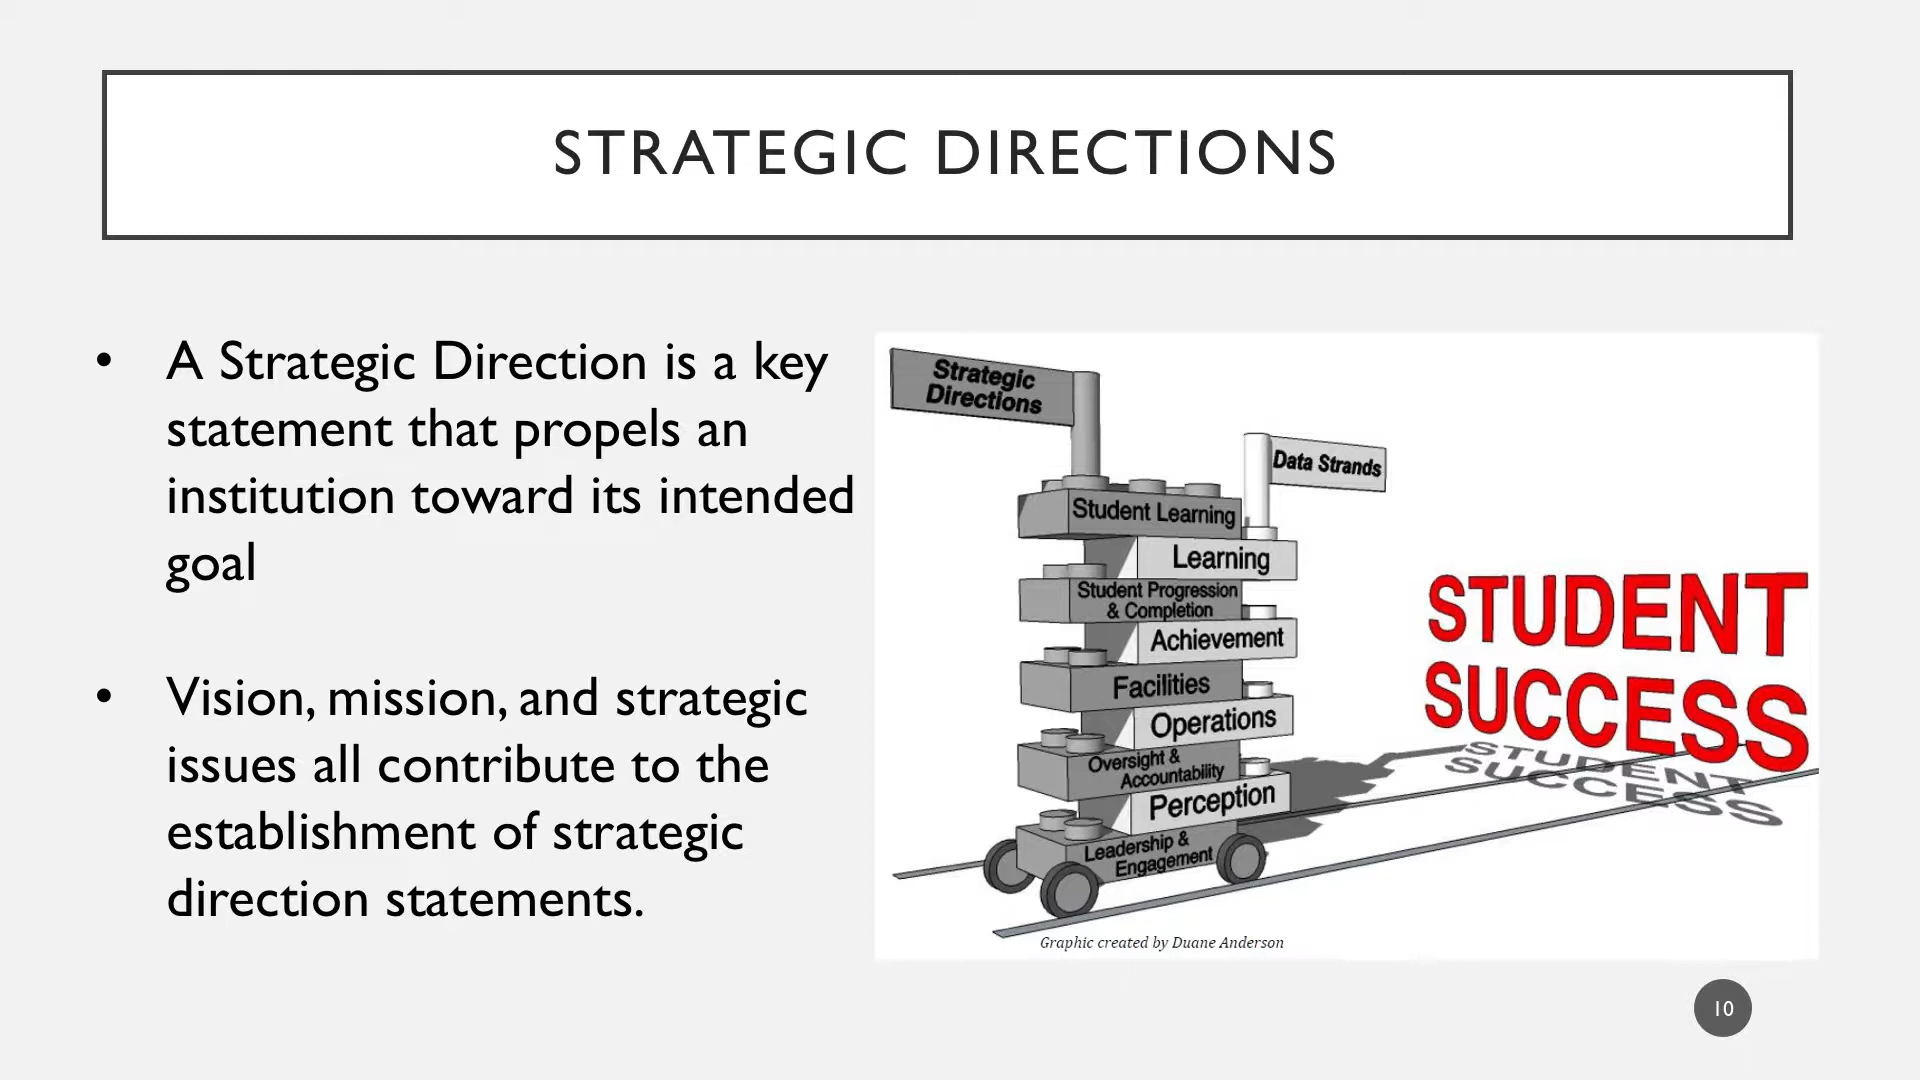 STRATEGIC DIRECTIONS
• A Strategic Direction is a key
statement that propels an
institution toward its intended
goal
• Vision, mission, and strategic
issues all contribute to the
establishment of strategic
direction statements.
Strategic
Directions
Data Strands
Student Learning
Learning
Student Progression
& Completion
Achievement
Facilities
Operations
Oversight &
Accountability
Perception
Leadership &
Engagement
STUDENT
SUCCESS
STUDENT
SUCCESS
Graphic created by Duane Anderson
10